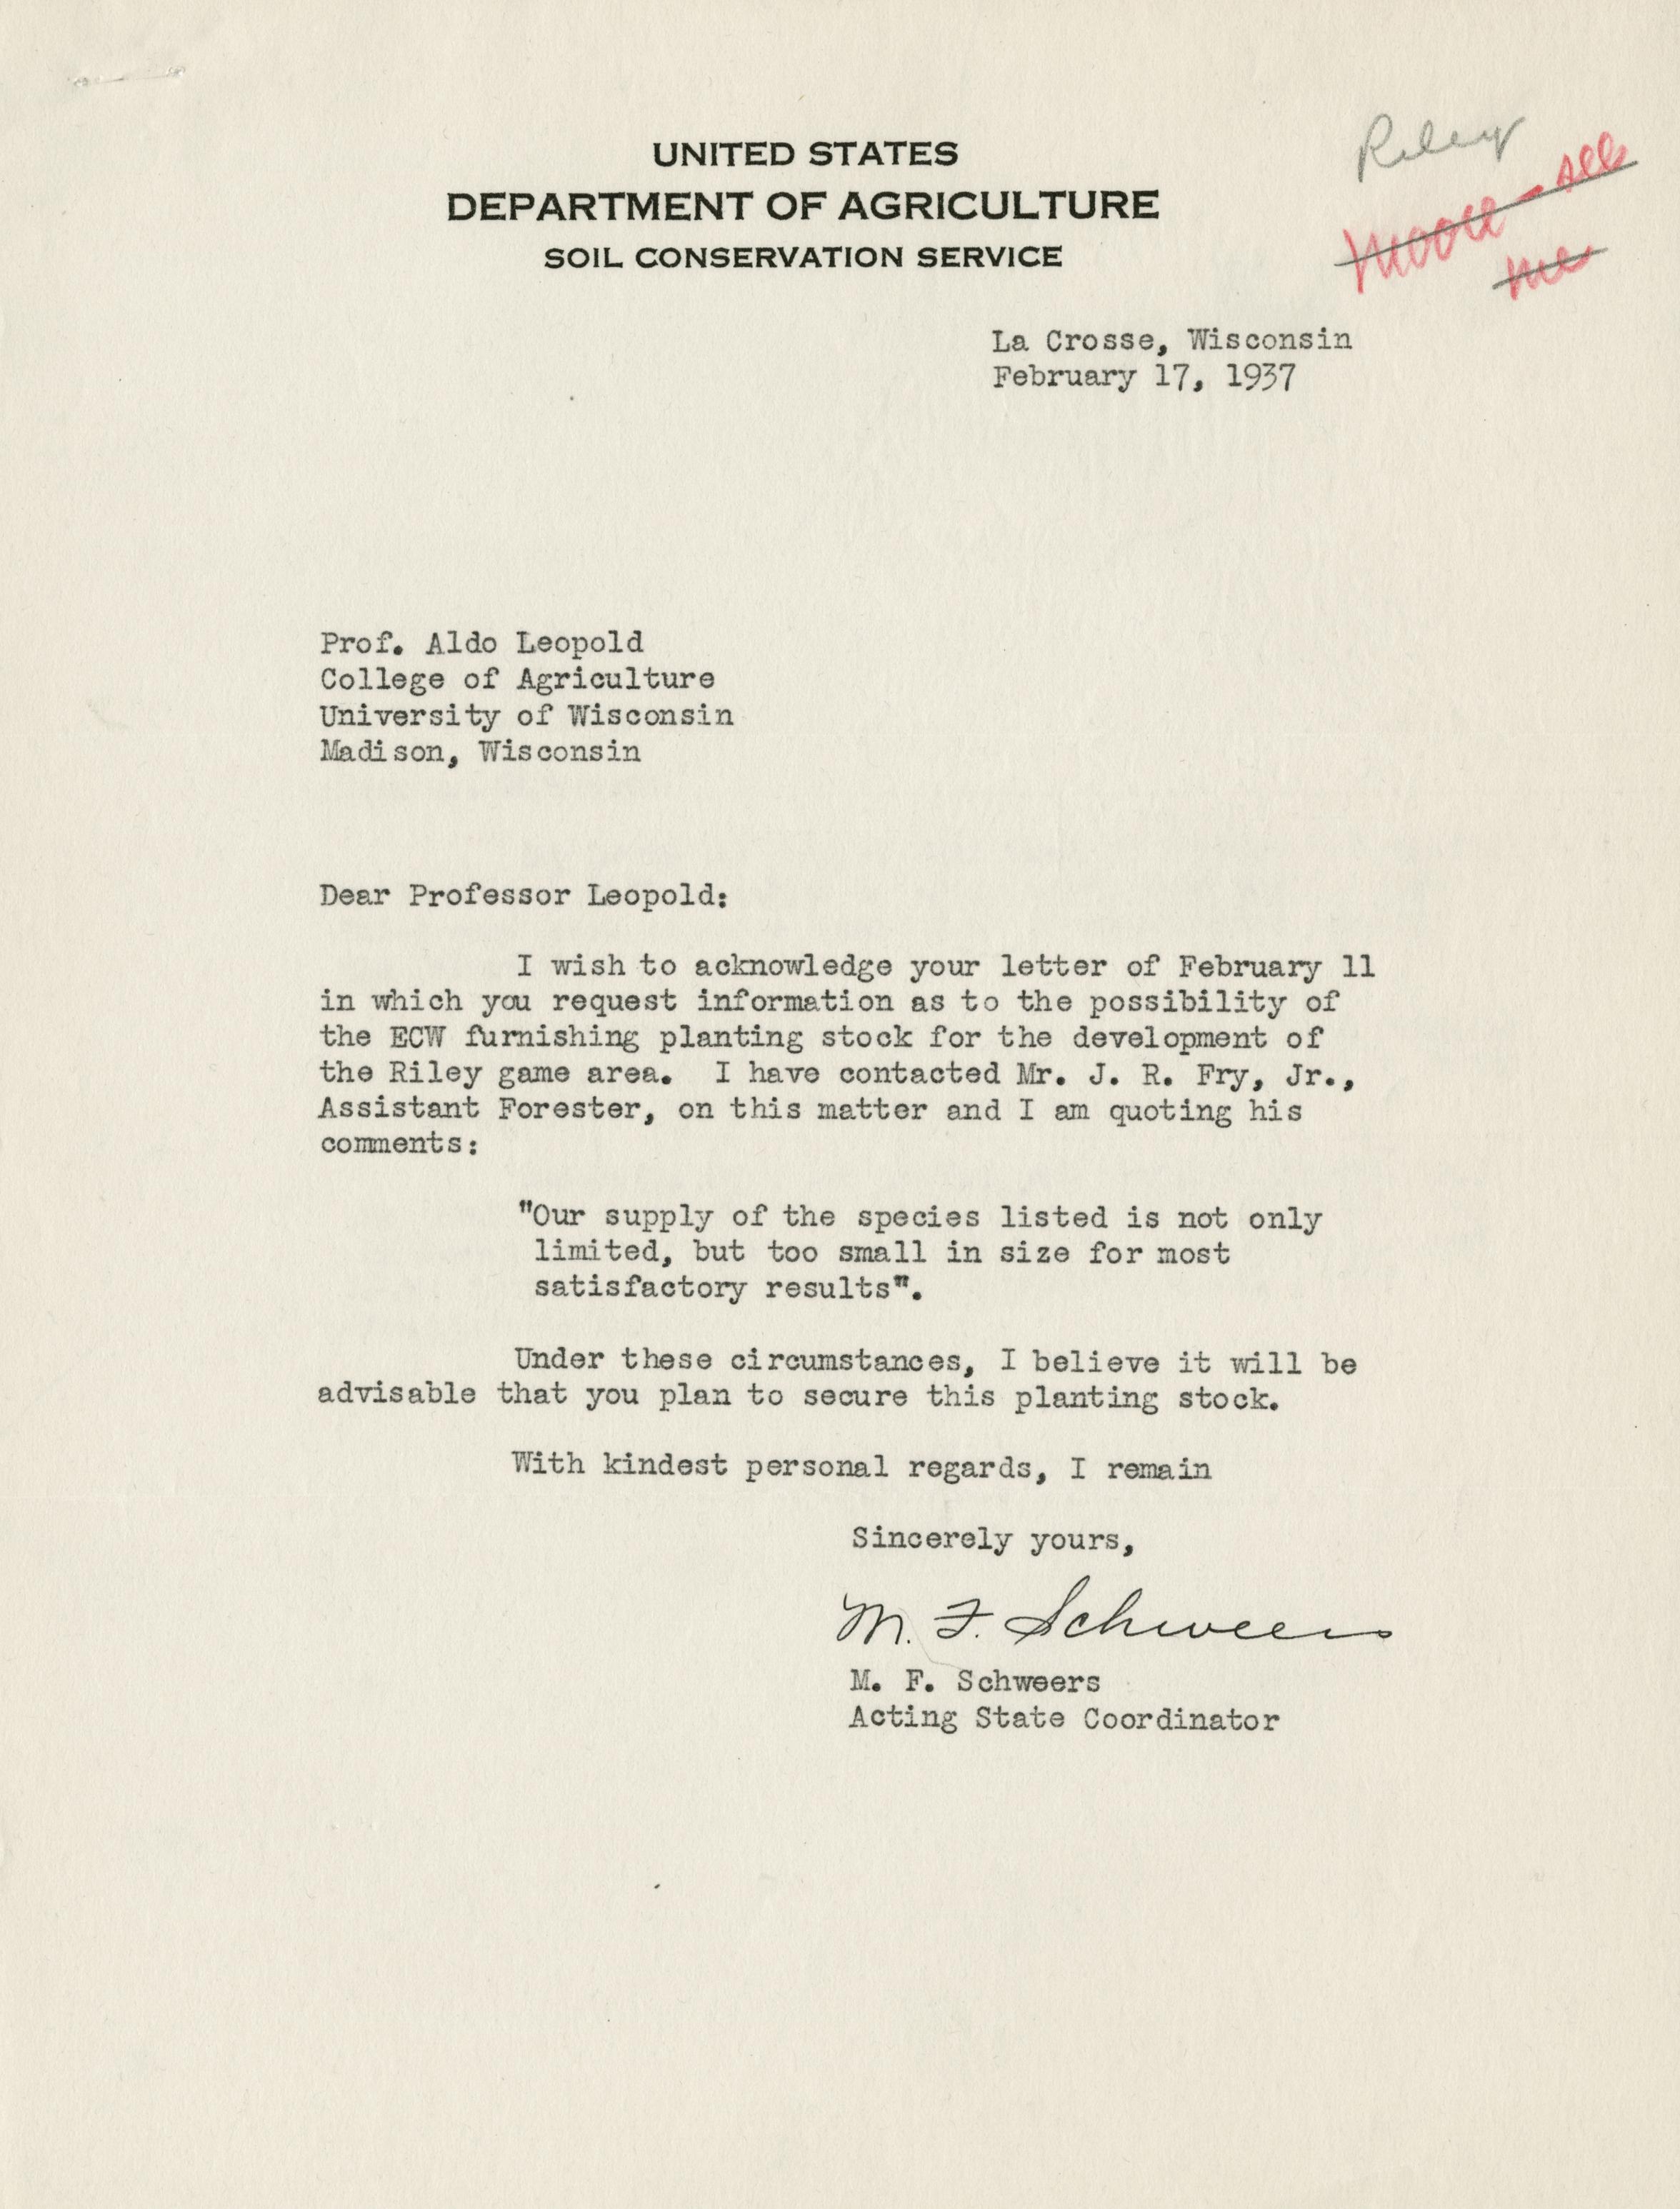 Riley
Moore - see
me
UNITED STATES
DEPARTMENT OF AGRICULTURE
SOIL CONSERVATION SERVICE
La Crosse, Wisconsin
February 17, 1937
Prof. Aldo Leopold
College of Agriculture
University of Wisconsin
Madison, Wisconsin
Dear Professor Leopold:
I wish to acknowledge your letter of February 11
in which you request information as to the possibility of
the ECW furnishing planting stock for the development of
the Riley game area. I have contacted Mr. J. R. Fry, Jr.,
Assistant Forester, on this matter and I am quoting his
comments:
"Our supply of the species listed is not only
limited, but too small in size for most
satisfactory results".
Under these circumstances, I believe it will be
advisable that you plan to secure this planting stock.
With kindest personal regards, I remain
Sincerely yours,
M. F. Schweers
M. F. Schweers
Acting State Coordinator